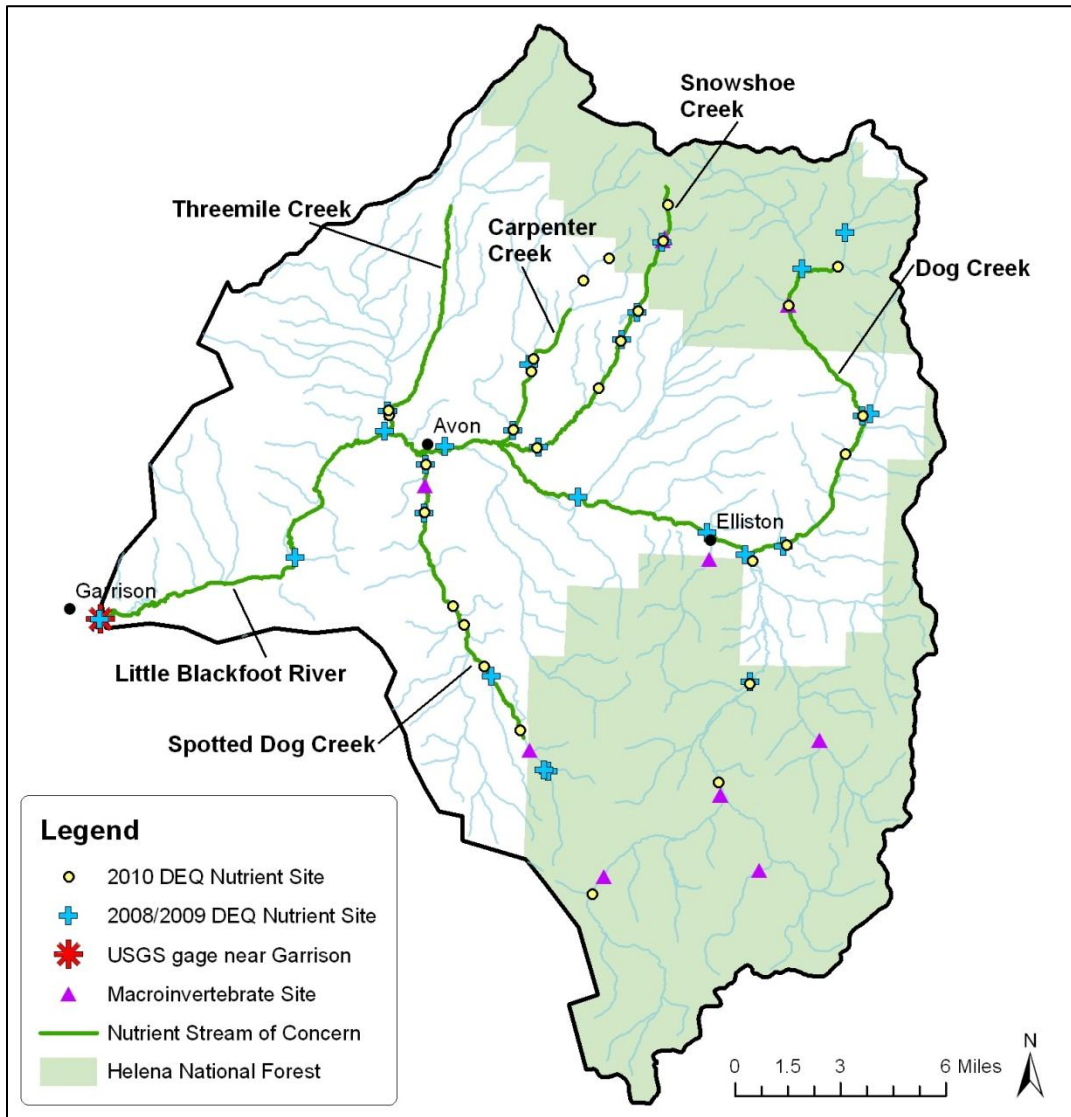 Snowshoe
Creek
Threemile Creek
Carpenter
Creek
Dog Creek
Avon
Elliston
Garrison
Little Blackfoot River
Spotted Dog Creek
Legend
2010 DEQ Nutrient Site
2008/2009 DEQ Nutrient Site
USGS gage near Garrison
Macroinvertebrate Site
Nutrient Stream of Concern
Helena National Forest
N
0 1.5 3 6 Miles